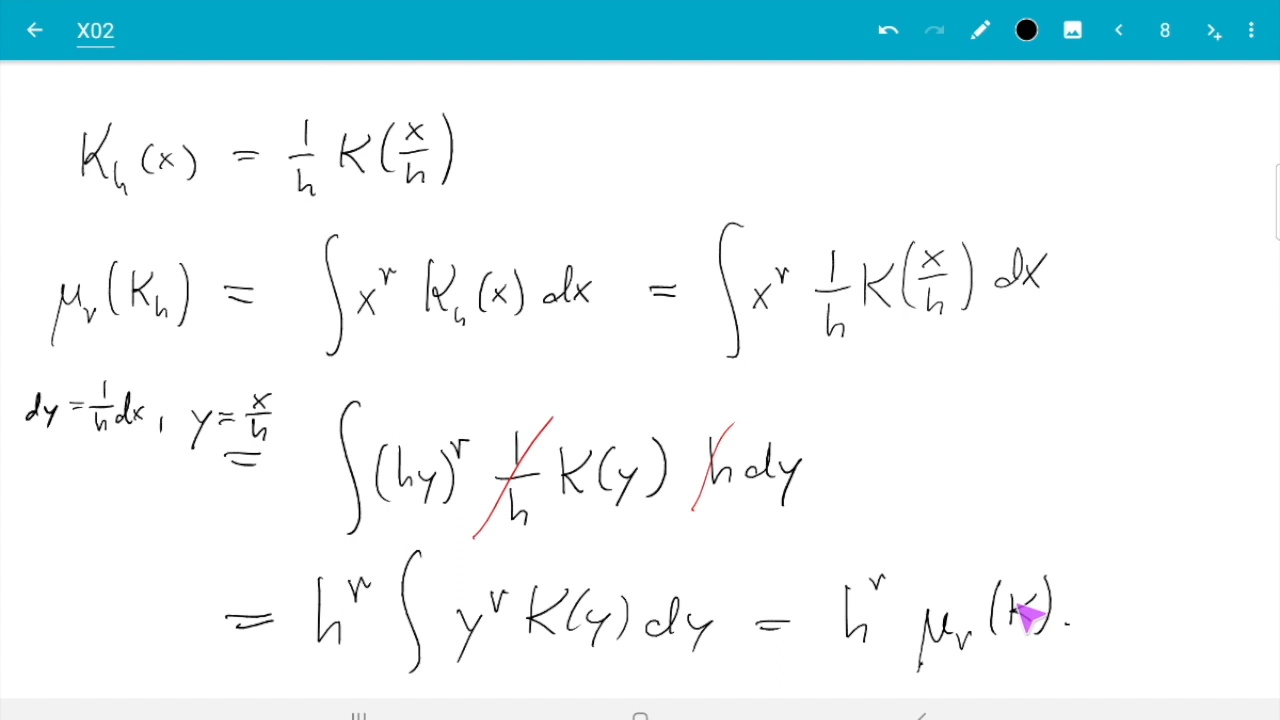 X02
8
K_h(x) = 1/h K(x/h)
μ_r(K_h) = ∫ x^r K_h(x) dx = ∫ x^r 1/h K(x/h) dx
dy = 1/h dx, y = x/h
= ∫ (hy)^r 1/h K(y) h dy
= h^r ∫ y^r K(y) dy = h^r μ_r(K).